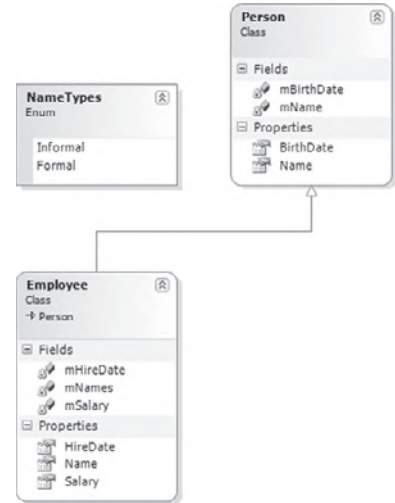 Person
Class
Fields
mBirthDate
mName
Properties
BirthDate
Name
NameTypes
Enum
Informal
Formal
Employee
Class
Person
Fields
mHireDate
mNames
mSalary
Properties
HireDate
Name
Salary